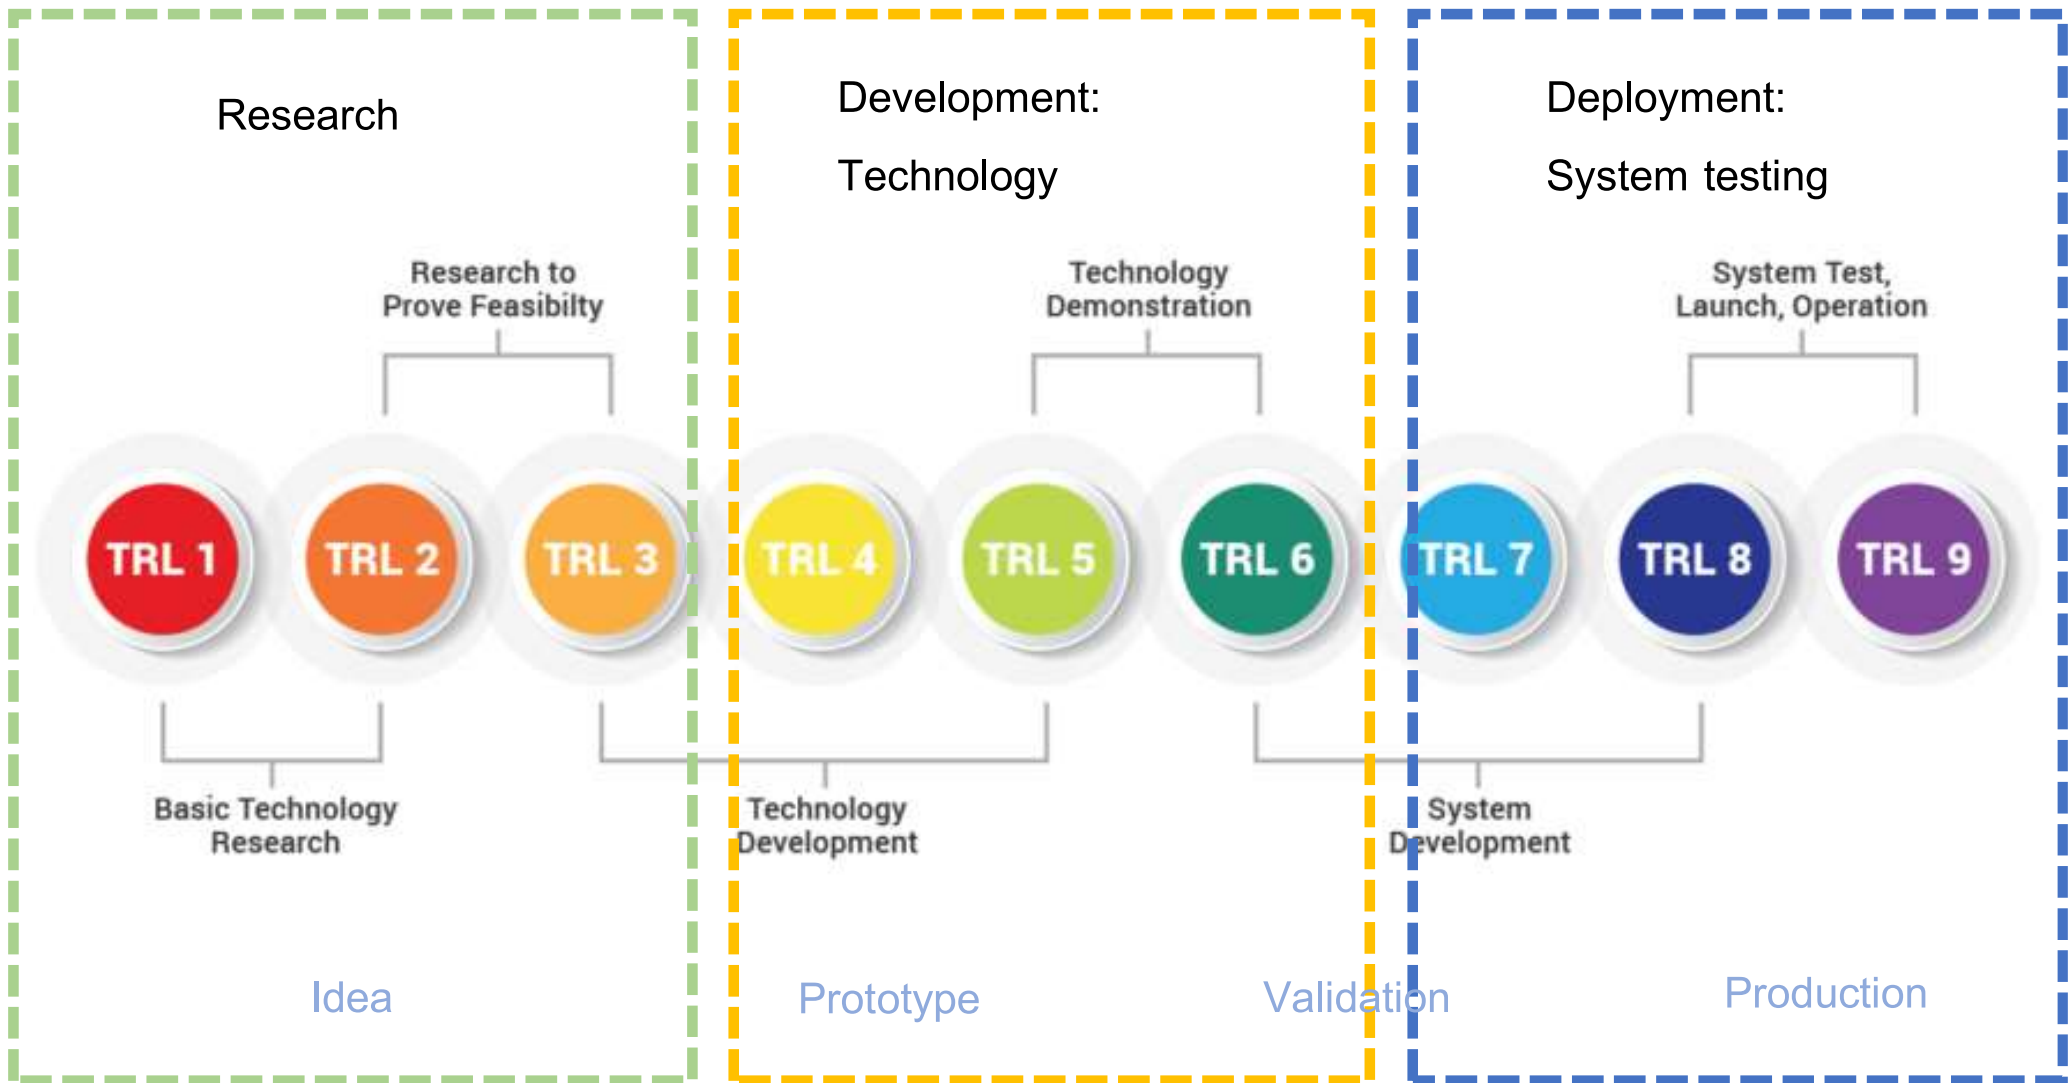 Research
Development:
Technology
Deployment:
System testing
Research to
Prove Feasibilty
Technology
Demonstration
System Test,
Launch, Operation
TRL 1
TRL 2
TRL 3
TRL 4
TRL 5
TRL 6
TRL 7
TRL 8
TRL 9
Basic Technology
Research
Technology
Development
System
Development
Idea
Prototype
Validation
Production